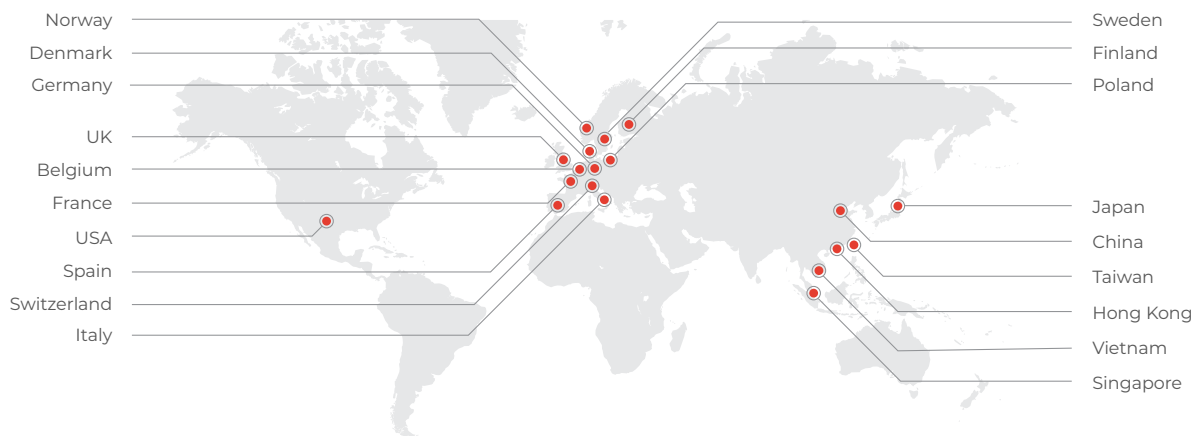 Norway
Denmark
Germany
UK
Belgium
France
USA
Spain
Switzerland
Italy
Sweden
Finland
Poland
Japan
China
Taiwan
Hong Kong
Vietnam
Singapore